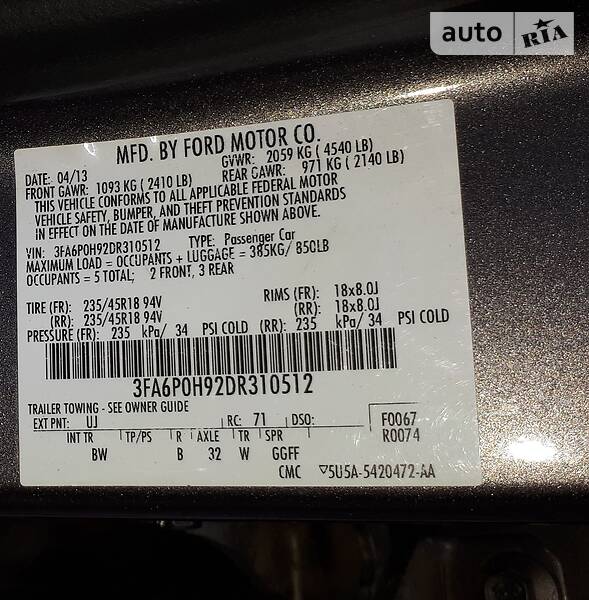 auto RIA
MFD. BY FORD MOTOR CO.
DATE: 04/13 GVWR: 2059 KG (4540 LB)
FRONT GAWR: 1093 KG (2410 LB) REAR GAWR: 971 KG (2140 LB)
THIS VEHICLE CONFORMS TO ALL APPLICABLE FEDERAL MOTOR
VEHICLE SAFETY, BUMPER, AND THEFT PREVENTION STANDARDS
IN EFFECT ON THE DATE OF MANUFACTURE SHOWN ABOVE.
VIN: 3FA6P0H92DR310512 TYPE: Passenger Car
MAXIMUM LOAD = OCCUPANTS + LUGGAGE = 385KG/ 850LB
OCCUPANTS = 5 TOTAL; 2 FRONT, 3 REAR
TIRE (FR): 235/45R18 94V RIMS (FR): 18x8.0J
(RR): 235/45R18 94V (RR): 18x8.0J
PRESSURE (FR): 235 kPa/ 34 PSI COLD (RR): 235 kPa/ 34 PSI COLD
3FA6P0H92DR310512
TRAILER TOWING - SEE OWNER GUIDE
EXT PNT: UJ RC: 71 DSO: F0067
INT TR TP/PS R AXLE TR SPR R0074
BW B 32 W GGFF
CMC ▽5U5A-5420472-AA